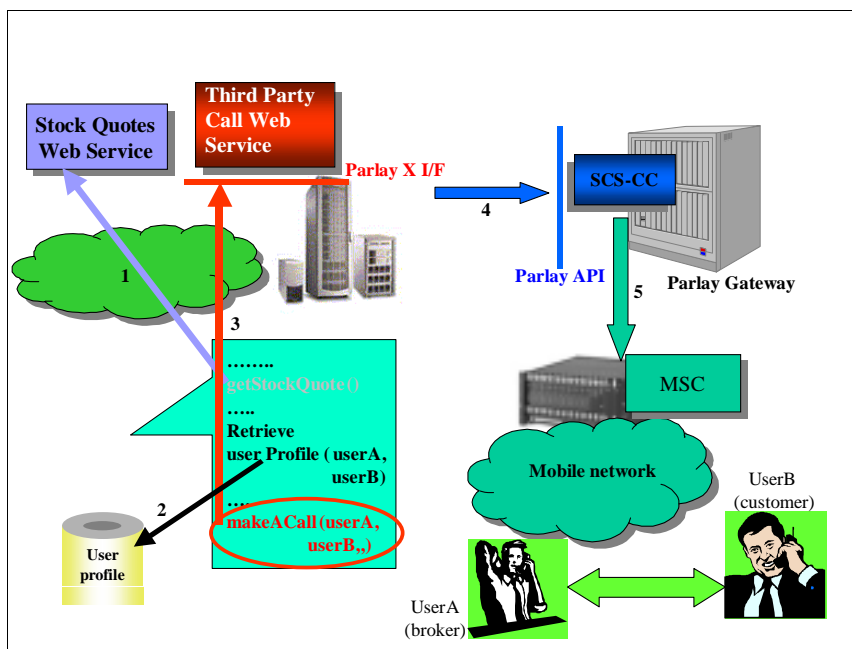 Stock Quotes
Web Service
Third Party
Call Web
Service
Parlay X I/F
4
SCS-CC
Parlay API
Parlay Gateway
1
3
5
……..
getStockQuote()
…..
Retrieve
user Profile ( userA,
userB)
….
makeACall(userA,
userB,,)
2
User
profile
MSC
Mobile network
UserB
(customer)
UserA
(broker)